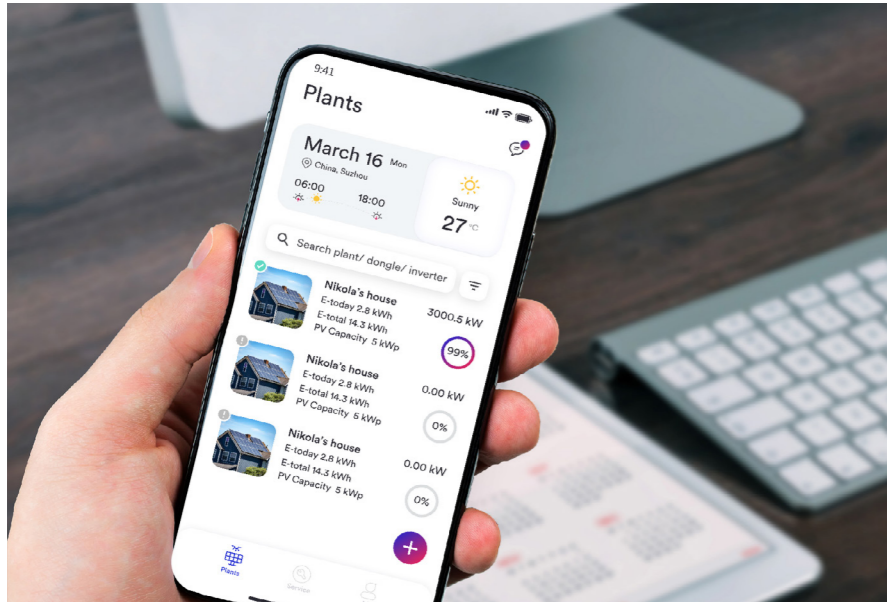 9:41
Plants
March 16 Mon
China, Suzhou
06:00
18:00
Sunny
27 °C
Search plant/ dongle/ inverter
Nikola's house
3000.5 kW
E-today 2.8 kWh
E-total 14.3 kWh
PV Capacity 5 kWp
99%
Nikola's house
0.00 kW
E-today 2.8 kWh
E-total 14.3 kWh
PV Capacity 5 kWp
0%
Nikola's house
0.00 kW
E-today 2.8 kWh
E-total 14.3 kWh
PV Capacity 5 kWp
0%
+
Plants
Service